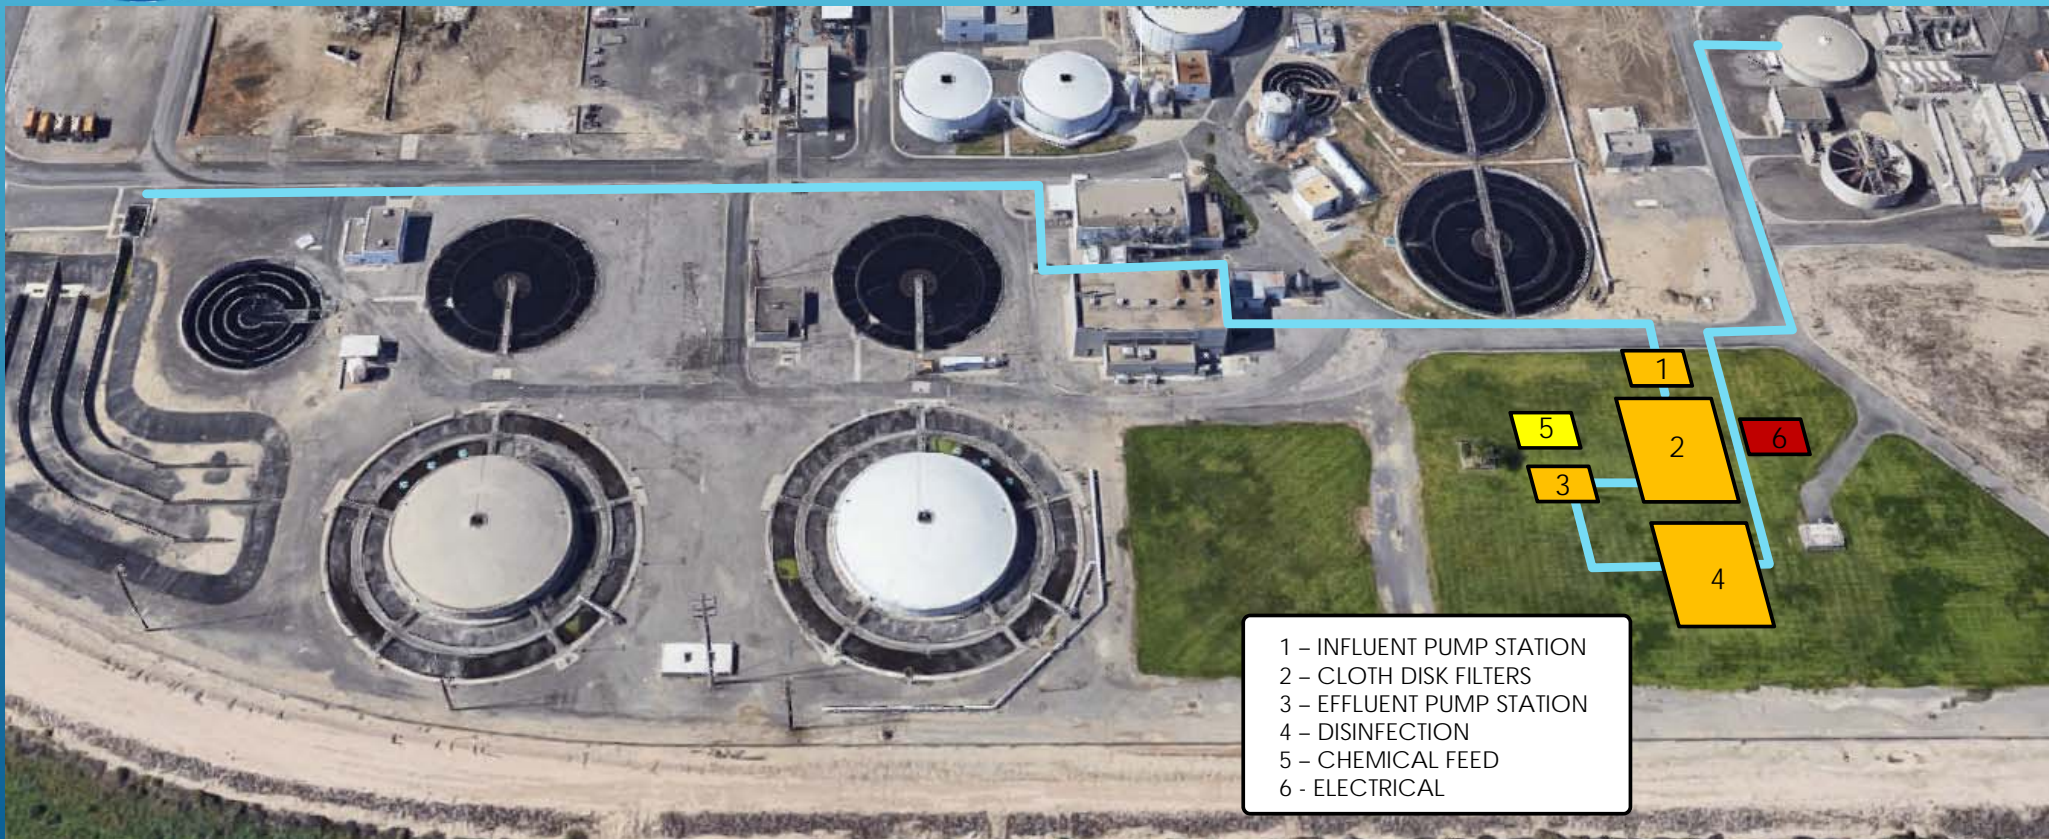 1
2
3
4
5
6
1 – INFLUENT PUMP STATION
2 – CLOTH DISK FILTERS
3 – EFFLUENT PUMP STATION
4 – DISINFECTION
5 – CHEMICAL FEED
6 - ELECTRICAL